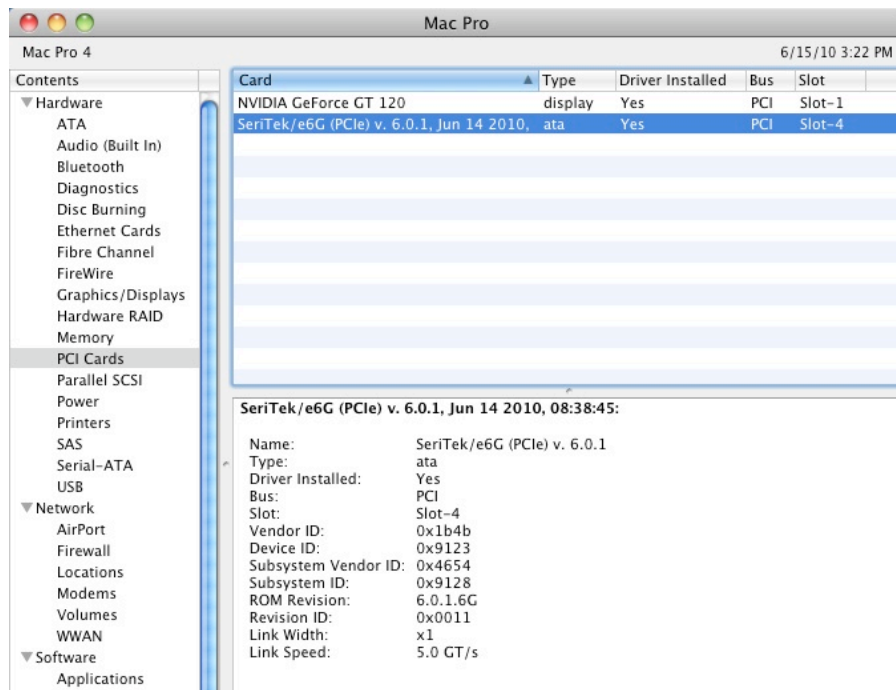 Mac Pro
Mac Pro 4 6/15/10 3:22 PM
Contents
Hardware
ATA
Audio (Built In)
Bluetooth
Diagnostics
Disc Burning
Ethernet Cards
Fibre Channel
FireWire
Graphics/Displays
Hardware RAID
Memory
PCI Cards
Parallel SCSI
Power
Printers
SAS
Serial-ATA
USB
Network
AirPort
Firewall
Locations
Modems
Volumes
WWAN
Software
Applications
Card Type Driver Installed Bus Slot
NVIDIA GeForce GT 120 display Yes PCI Slot-1
SeriTek/e6G (PCIe) v. 6.0.1, Jun 14 2010, ata Yes PCI Slot-4
SeriTek/e6G (PCIe) v. 6.0.1, Jun 14 2010, 08:38:45:
Name: SeriTek/e6G (PCIe) v. 6.0.1
Type: ata
Driver Installed: Yes
Bus: PCI
Slot: Slot-4
Vendor ID: 0x1b4b
Device ID: 0x9123
Subsystem Vendor ID: 0x4654
Subsystem ID: 0x9128
ROM Revision: 6.0.1.6G
Revision ID: 0x0011
Link Width: x1
Link Speed: 5.0 GT/s